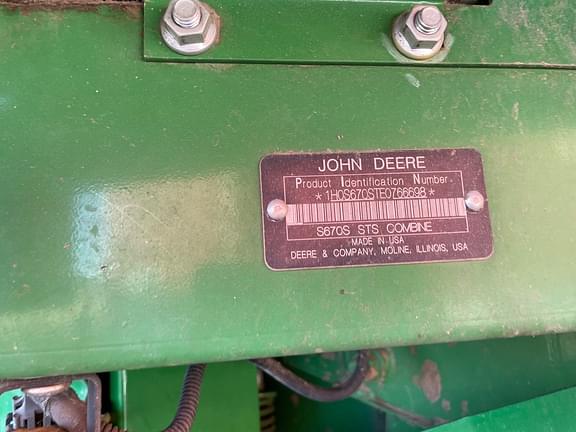 JOHN DEERE
Product Identification Number
*1H0S670STE0766698*
S670S STS COMBINE
MADE IN USA
DEERE & COMPANY, MOLINE, ILLINOIS, USA